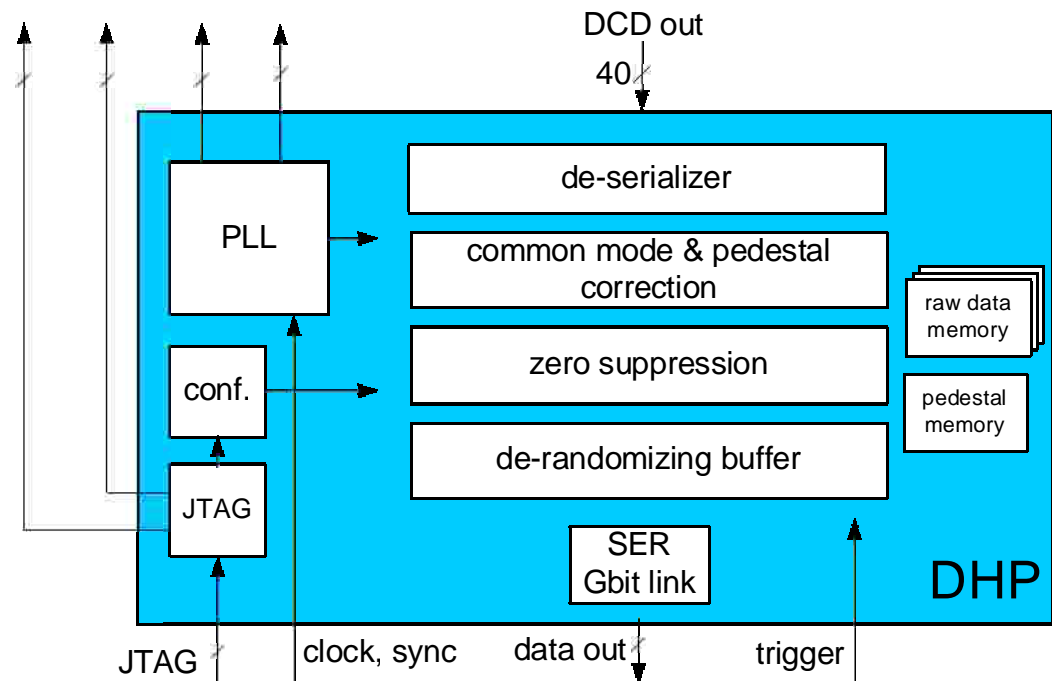 DCD out
40
de-serializer
PLL
common mode & pedestal
correction
raw data
memory
zero suppression
conf.
pedestal
memory
de-randomizing buffer
JTAG
SER
Gbit link
DHP
JTAG
clock, sync
data out
trigger